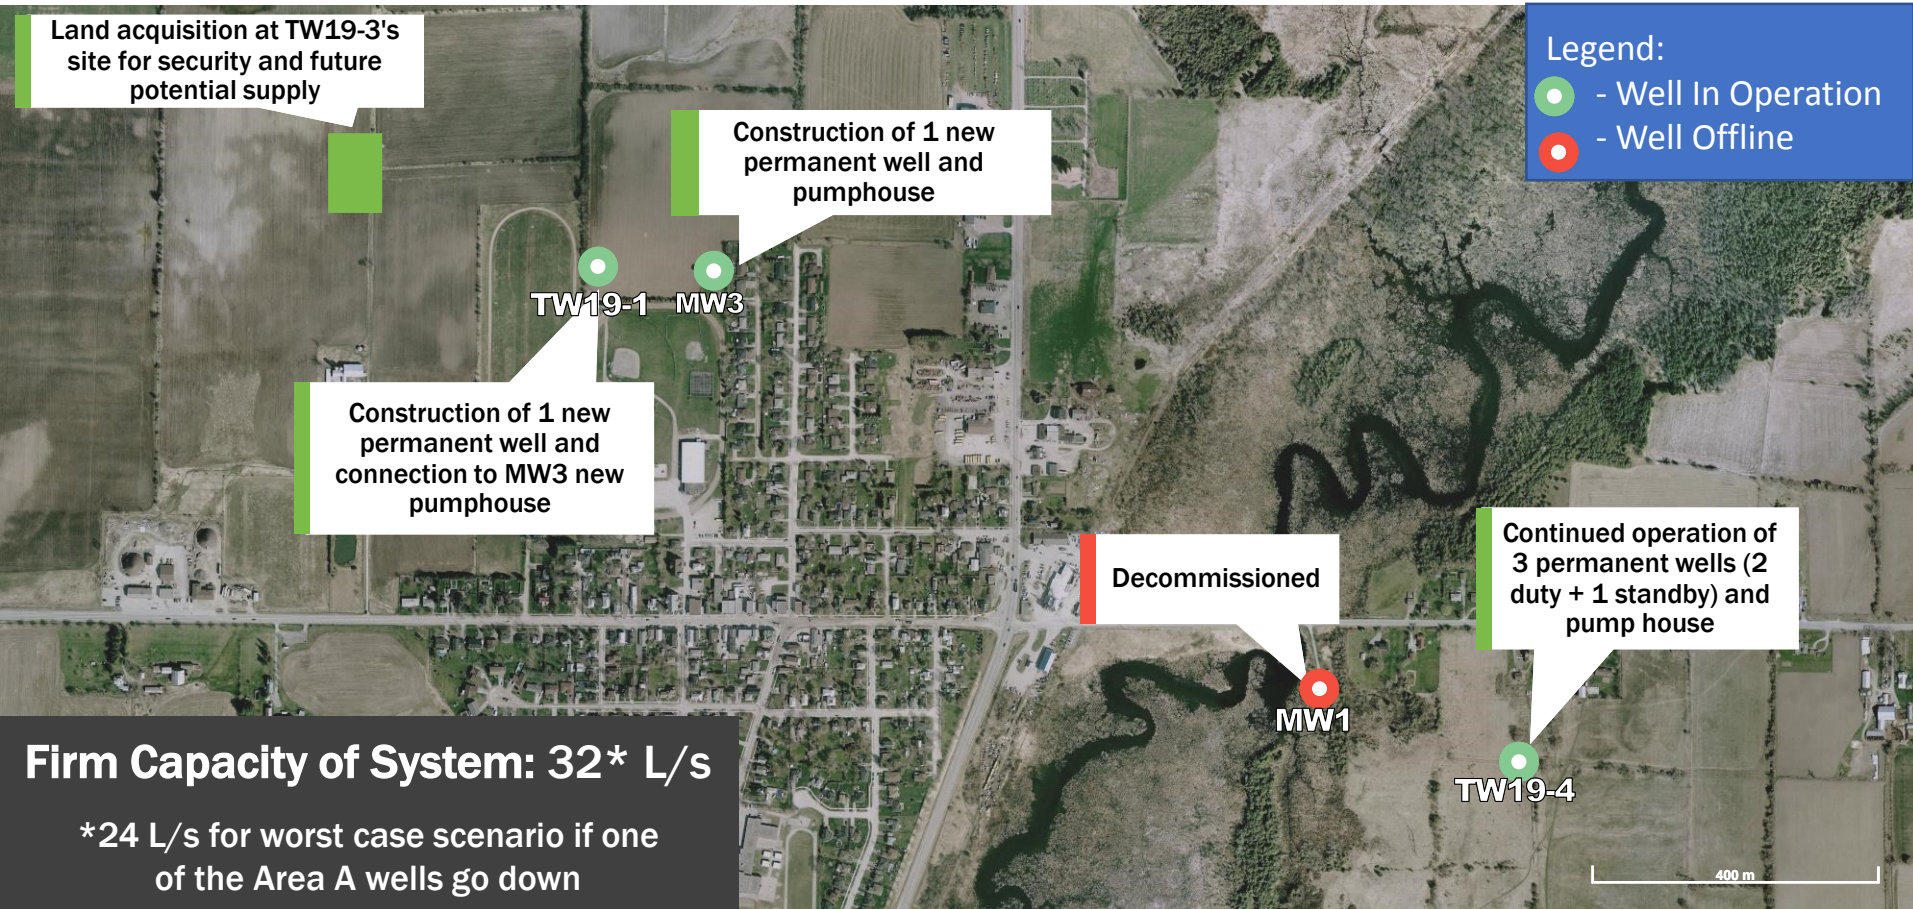 Land acquisition at TW19-3's
site for security and future
potential supply
Construction of 1 new
permanent well and
pumphouse
Legend:
- Well In Operation
- Well Offline
TW19-1
MW3
Construction of 1 new
permanent well and
connection to MW3 new
pumphouse
Decommissioned
Continued operation of
3 permanent wells (2
duty + 1 standby) and
pump house
MW1
TW19-4
Firm Capacity of System: 32* L/s
*24 L/s for worst case scenario if one
of the Area A wells go down
400 m